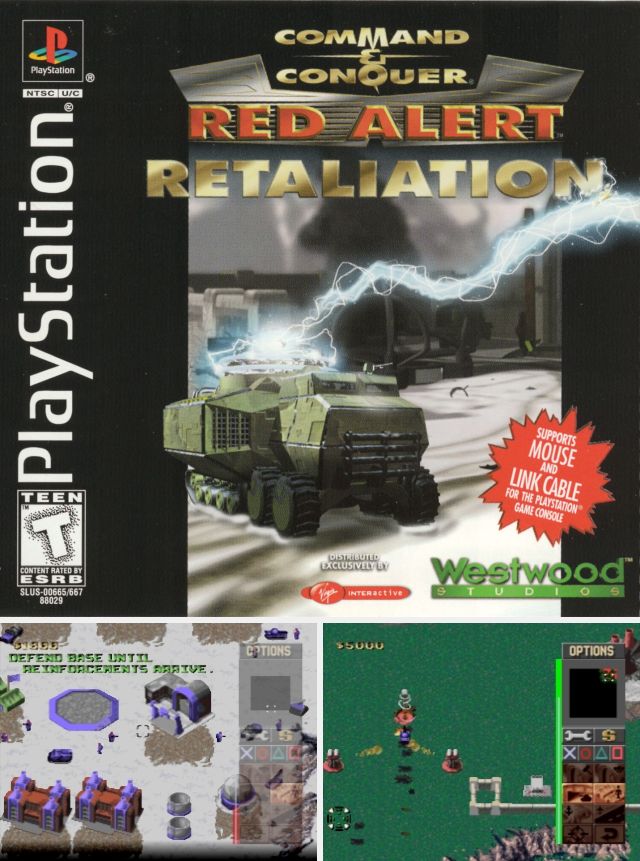 PlayStation
®
NTSC U/C
PlayStation®
COMMAND
&
CONQUER
RED ALERT™
RETALIATION
SUPPORTS
MOUSE
AND
LINK CABLE
FOR THE PLAYSTATION®
GAME CONSOLE
TEEN
T
CONTENT RATED BY
ESRB
SLUS-00665/667
88029
DISTRIBUTED
EXCLUSIVELY BY
Virgin INTERACTIVE
Westwood™
STUDIOS
DEFEND BASE UNTIL
REINFORCEMENTS ARRIVE.
OPTIONS
$
$5000
OPTIONS
$